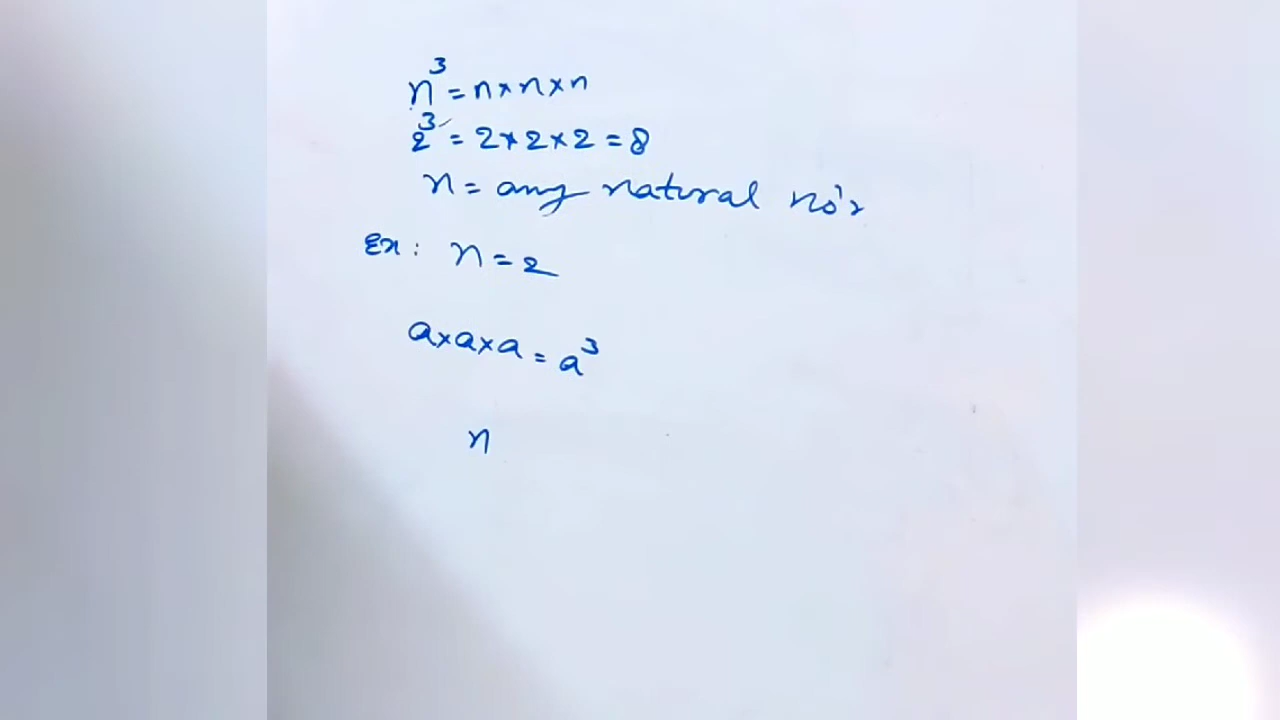 n³ = n×n×n
2³ = 2×2×2 = 8
n = any natural no's
Ex: n = 2
a×a×a = a³
n